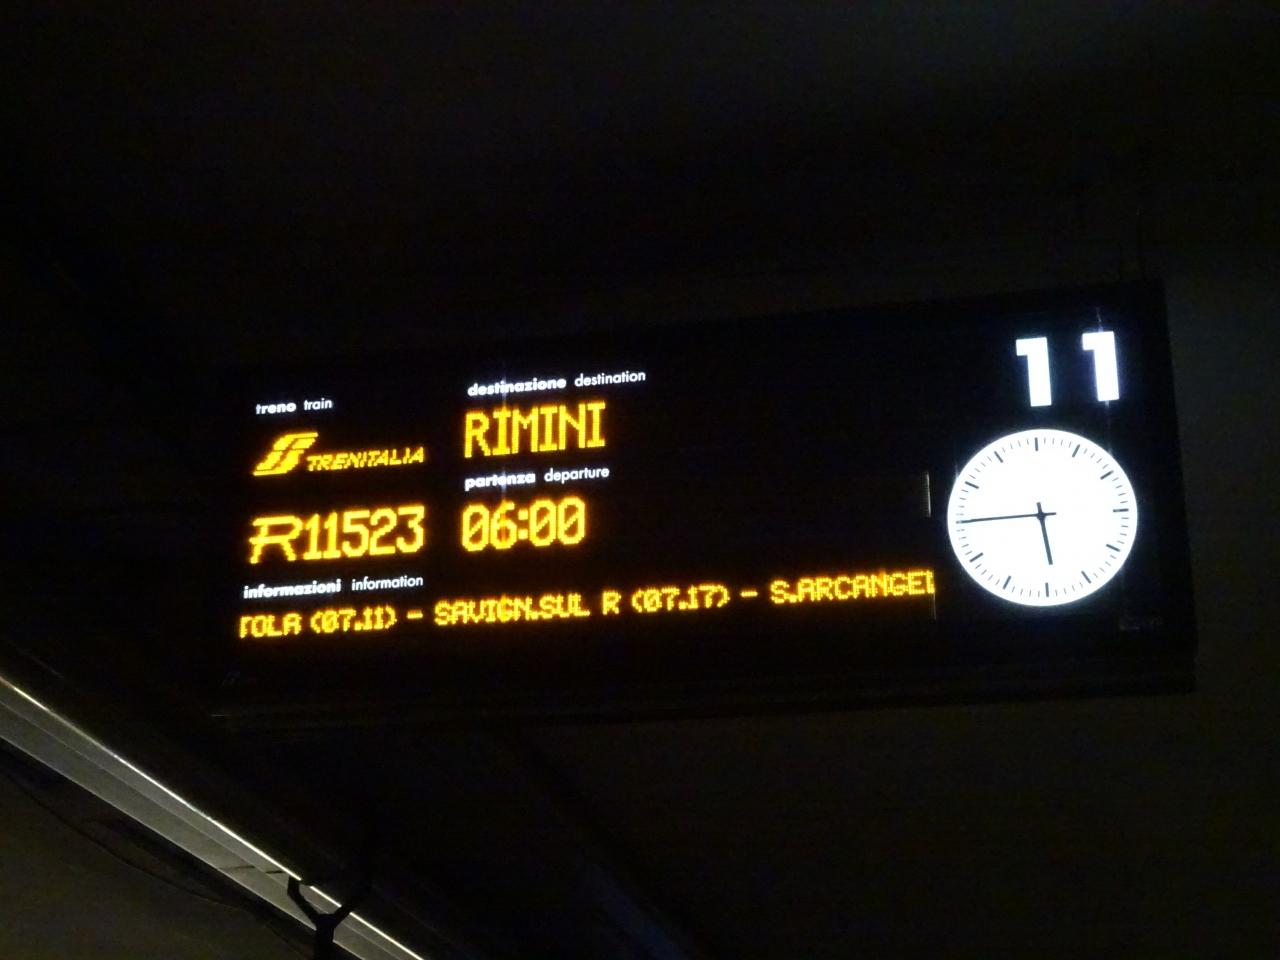 11
treno train
destinazione destination
TRENITALIA
RIMINI
partenza departure
R11523
06:00
informazioni information
TOLA (07.11) - SAVIGN.SUL R (07.17) - S.ARCANGEL